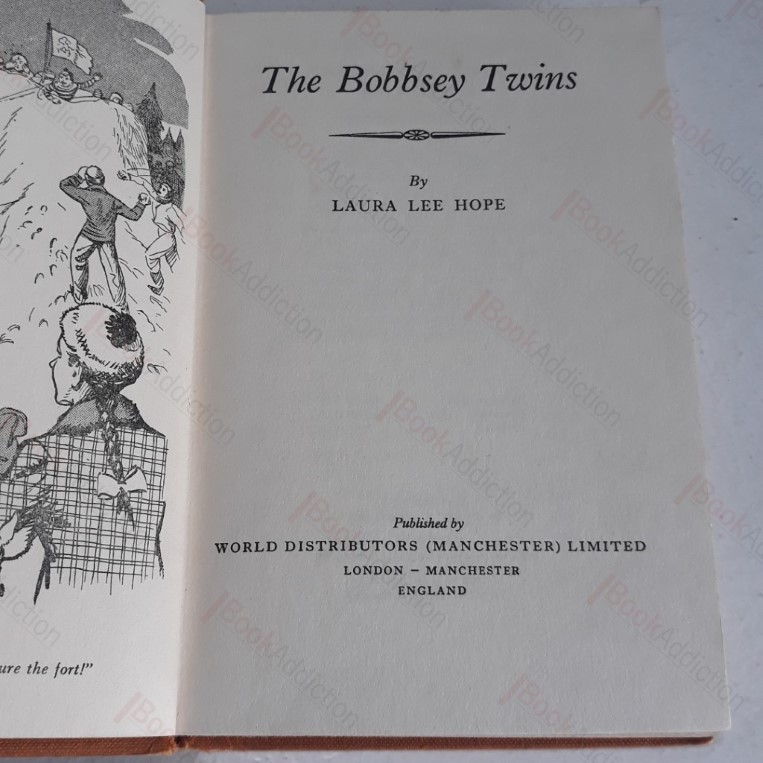 The Bobbsey Twins
By
LAURA LEE HOPE
Published by
WORLD DISTRIBUTORS (MANCHESTER) LIMITED
LONDON – MANCHESTER
ENGLAND
ure the fort!"
BookAddiction